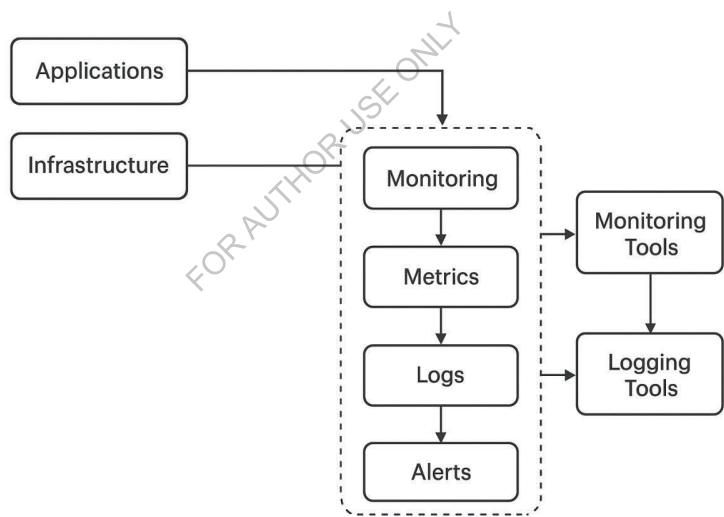 Applications
Infrastructure
Monitoring
Metrics
Logs
Alerts
Monitoring
Tools
Logging
Tools
FOR AUTHOR USE ONLY